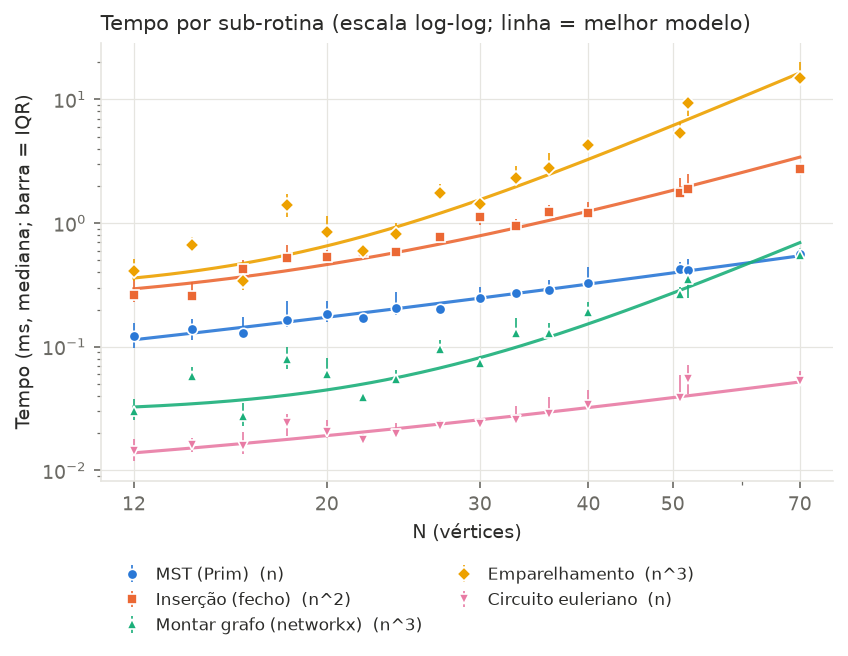 Tempo por sub-rotina (escala log-log; linha = melhor modelo)
Tempo (ms, mediana; barra = IQR)
10^1
10^0
10^−1
10^−2
12 20 30 40 50 70
N (vértices)
MST (Prim) (n)
Inserção (fecho) (n^2)
Montar grafo (networkx) (n^3)
Emparelhamento (n^3)
Circuito euleriano (n)